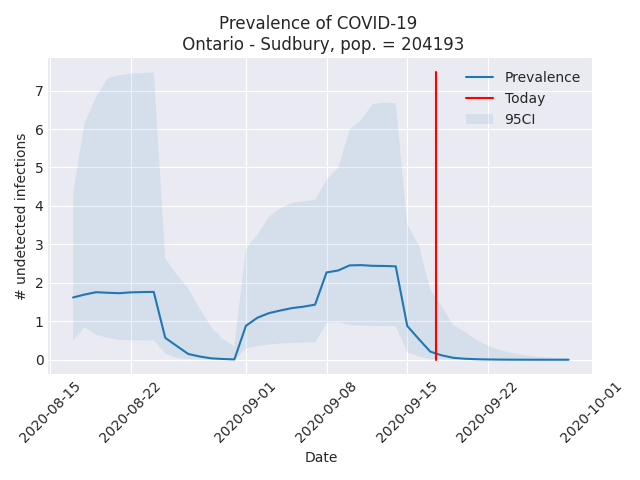 Prevalence of COVID-19
Ontario - Sudbury, pop. = 204193
# undetected infections
7
6
5
4
3
2
1
0
Prevalence
Today
95CI
2020-08-15
2020-08-22
2020-09-01
2020-09-08
2020-09-15
2020-09-22
2020-10-01
Date